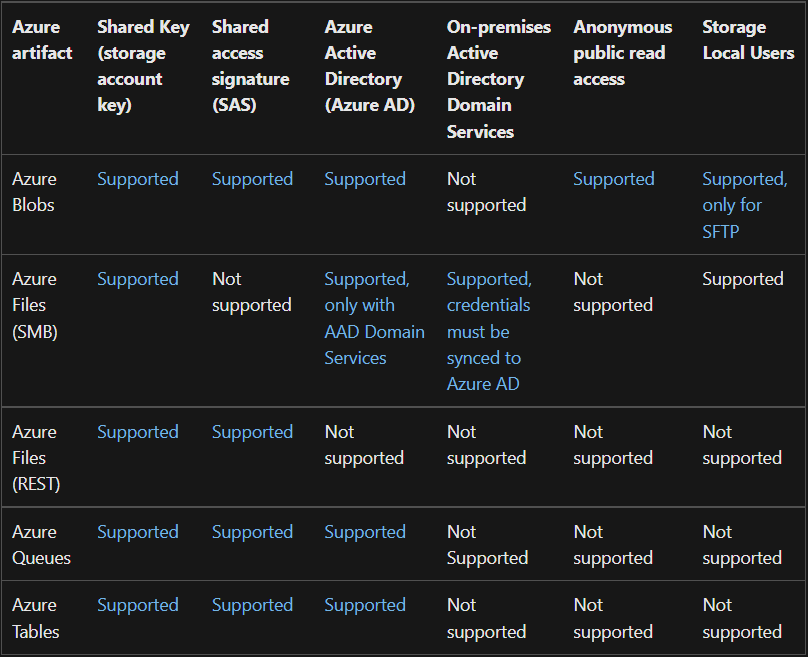 Azure artifact
Shared Key (storage account key)
Shared access signature (SAS)
Azure Active Directory (Azure AD)
On-premises Active Directory Domain Services
Anonymous public read access
Storage Local Users
Azure Blobs
Supported
Supported
Supported
Not supported
Supported
Supported, only for SFTP
Azure Files (SMB)
Supported
Not supported
Supported, only with AAD Domain Services
Supported, credentials must be synced to Azure AD
Not supported
Supported
Azure Files (REST)
Supported
Supported
Not supported
Not supported
Not supported
Not supported
Azure Queues
Supported
Supported
Supported
Not Supported
Not supported
Not supported
Azure Tables
Supported
Supported
Supported
Not supported
Not supported
Not supported